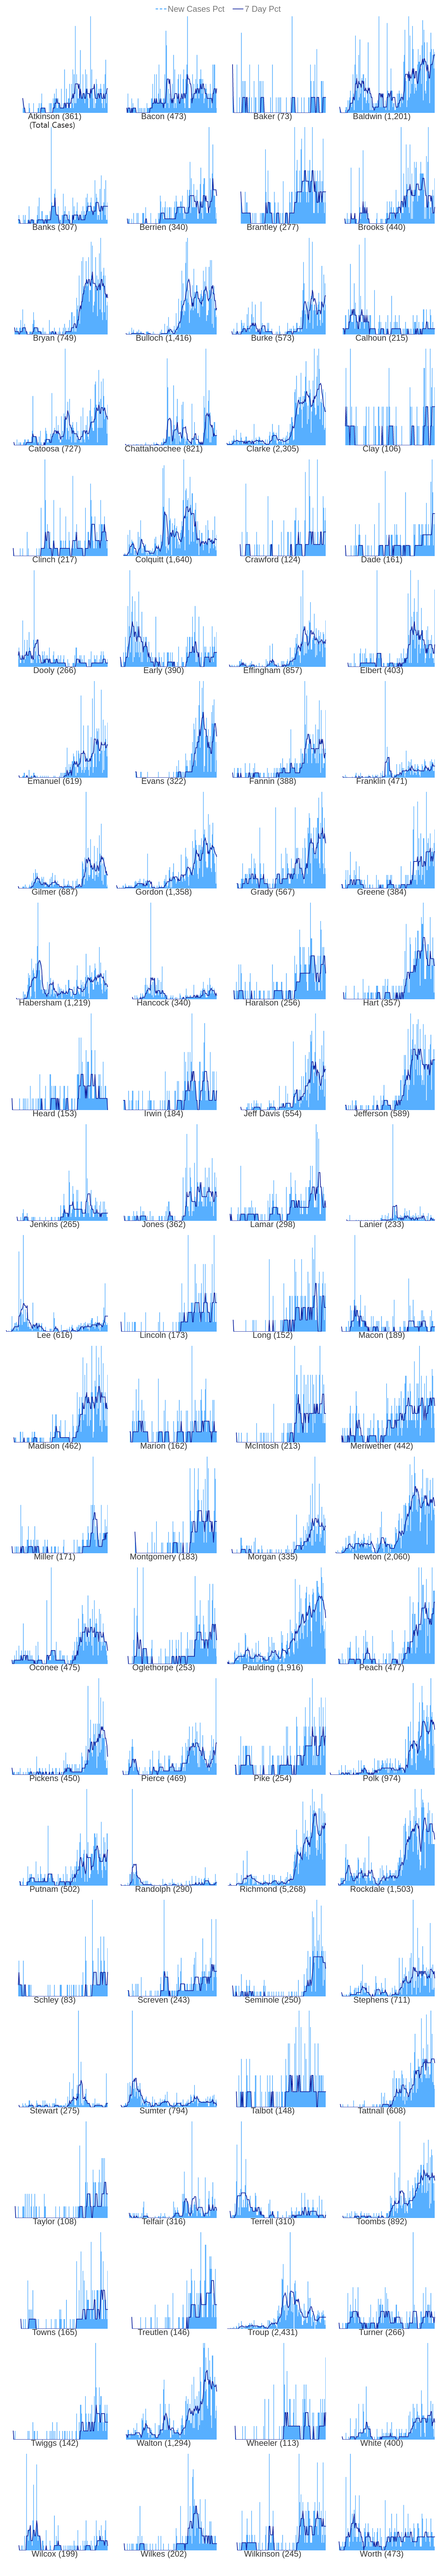 New Cases Pct 7 Day Pct
Atkinson (361) Bacon (473) Baker (73) Baldwin (1,201)
(Total Cases)
Banks (307) Berrien (340) Brantley (277) Brooks (440)
Bryan (749) Bulloch (1,416) Burke (573) Calhoun (215)
Catoosa (727) Chattahoochee (821) Clarke (2,305) Clay (106)
Clinch (217) Colquitt (1,640) Crawford (124) Dade (161)
Dooly (266) Early (390) Effingham (857) Elbert (403)
Emanuel (619) Evans (322) Fannin (388) Franklin (471)
Gilmer (687) Gordon (1,358) Grady (567) Greene (384)
Habersham (1,219) Hancock (340) Haralson (256) Hart (357)
Heard (153) Irwin (184) Jeff Davis (554) Jefferson (589)
Jenkins (265) Jones (362) Lamar (298) Lanier (233)
Lee (616) Lincoln (173) Long (152) Macon (189)
Madison (462) Marion (162) McIntosh (213) Meriwether (442)
Miller (171) Montgomery (183) Morgan (335) Newton (2,060)
Oconee (475) Oglethorpe (253) Paulding (1,916) Peach (477)
Pickens (450) Pierce (469) Pike (254) Polk (974)
Putnam (502) Randolph (290) Richmond (5,268) Rockdale (1,503)
Schley (83) Screven (243) Seminole (250) Stephens (711)
Stewart (275) Sumter (794) Talbot (148) Tattnall (608)
Taylor (108) Telfair (316) Terrell (310) Toombs (892)
Towns (165) Treutlen (146) Troup (2,431) Turner (266)
Twiggs (142) Walton (1,294) Wheeler (113) White (400)
Wilcox (199) Wilkes (202) Wilkinson (245) Worth (473)